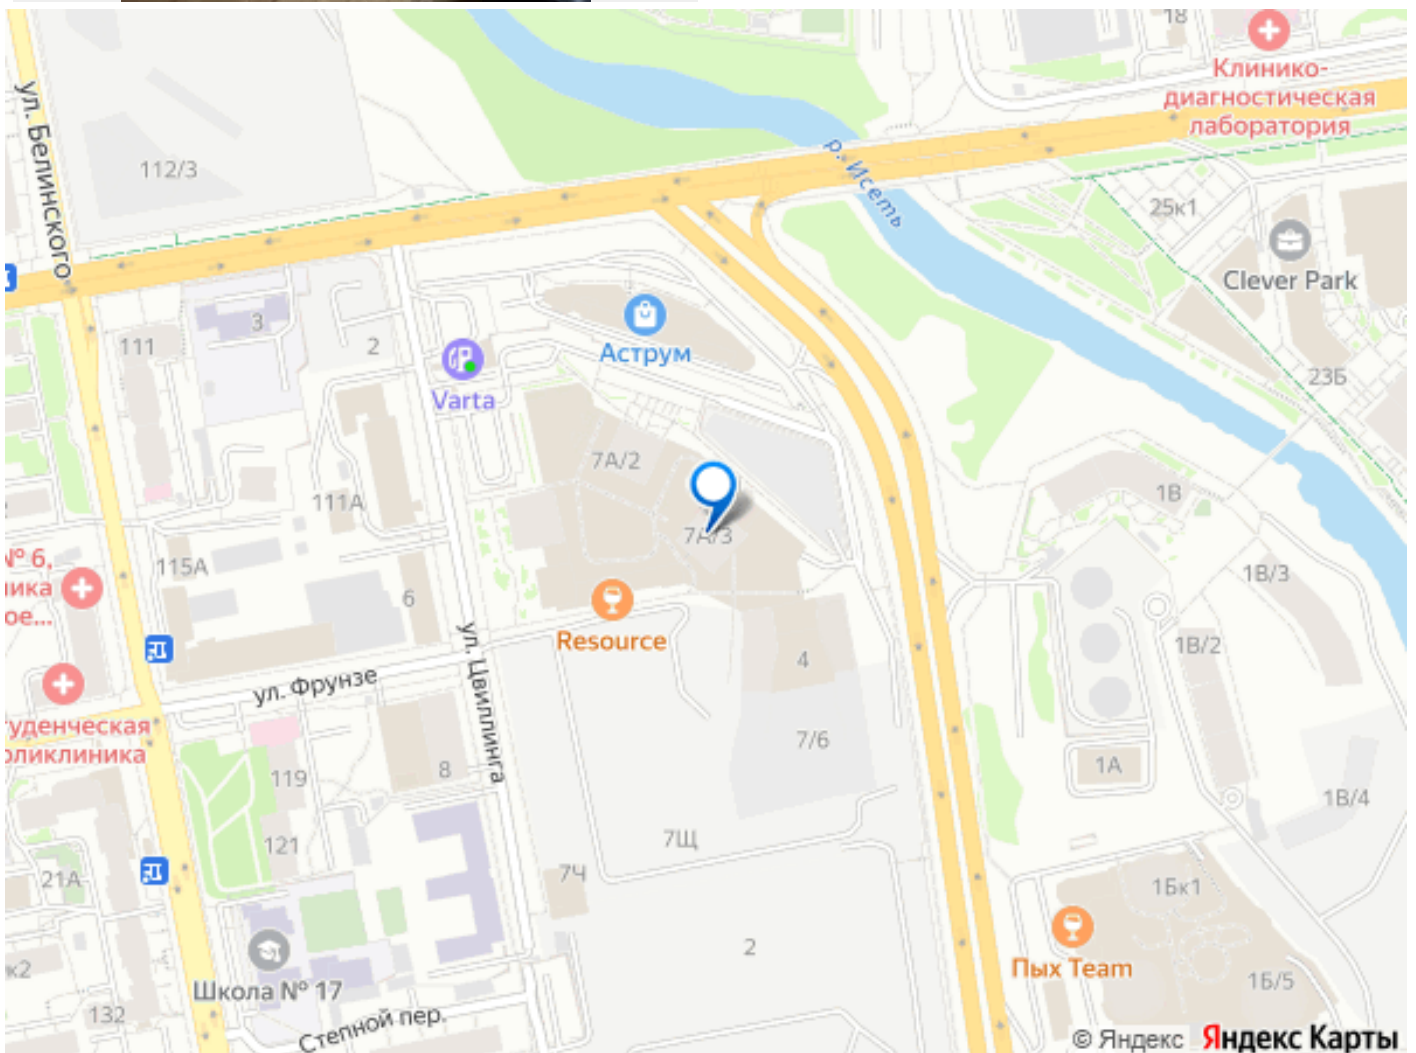 18
Клинико-
диагностическая
лаборатория
ул. Белинского
112/3
р. Исеть
25к1
Clever Park
3
2
111
Аструм
Varta
23Б
7А/2
111А
1В
7А/3
№ 6,
115А
6
1В/3
Resource
ул. Цвиллинга
4
1В/2
ул. Фрунзе
7/6
8
119
1А
1В/4
121
7Щ
7Ч
21А
1Бк1
2
Школа № 17
Пых Team
1Б/5
132
Степной пер.
© Яндекс Яндекс Карты